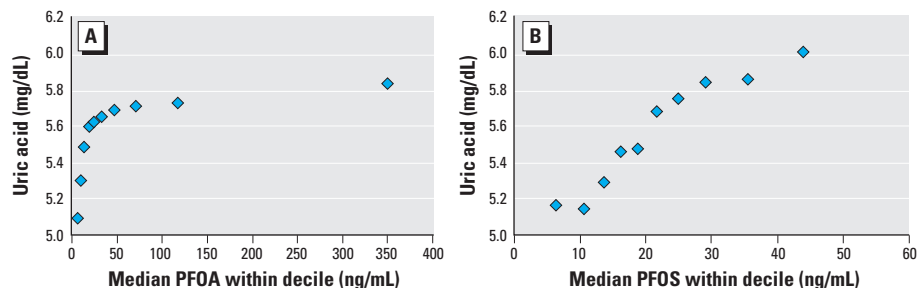 A
Uric acid (mg/dL)
6.2
6.0
5.8
5.6
5.4
5.2
5.0
0 50 100 150 200 250 300 350 400
Median PFOA within decile (ng/mL)
B
Uric acid (mg/dL)
6.2
6.0
5.8
5.6
5.4
5.2
5.0
0 10 20 30 40 50 60
Median PFOS within decile (ng/mL)